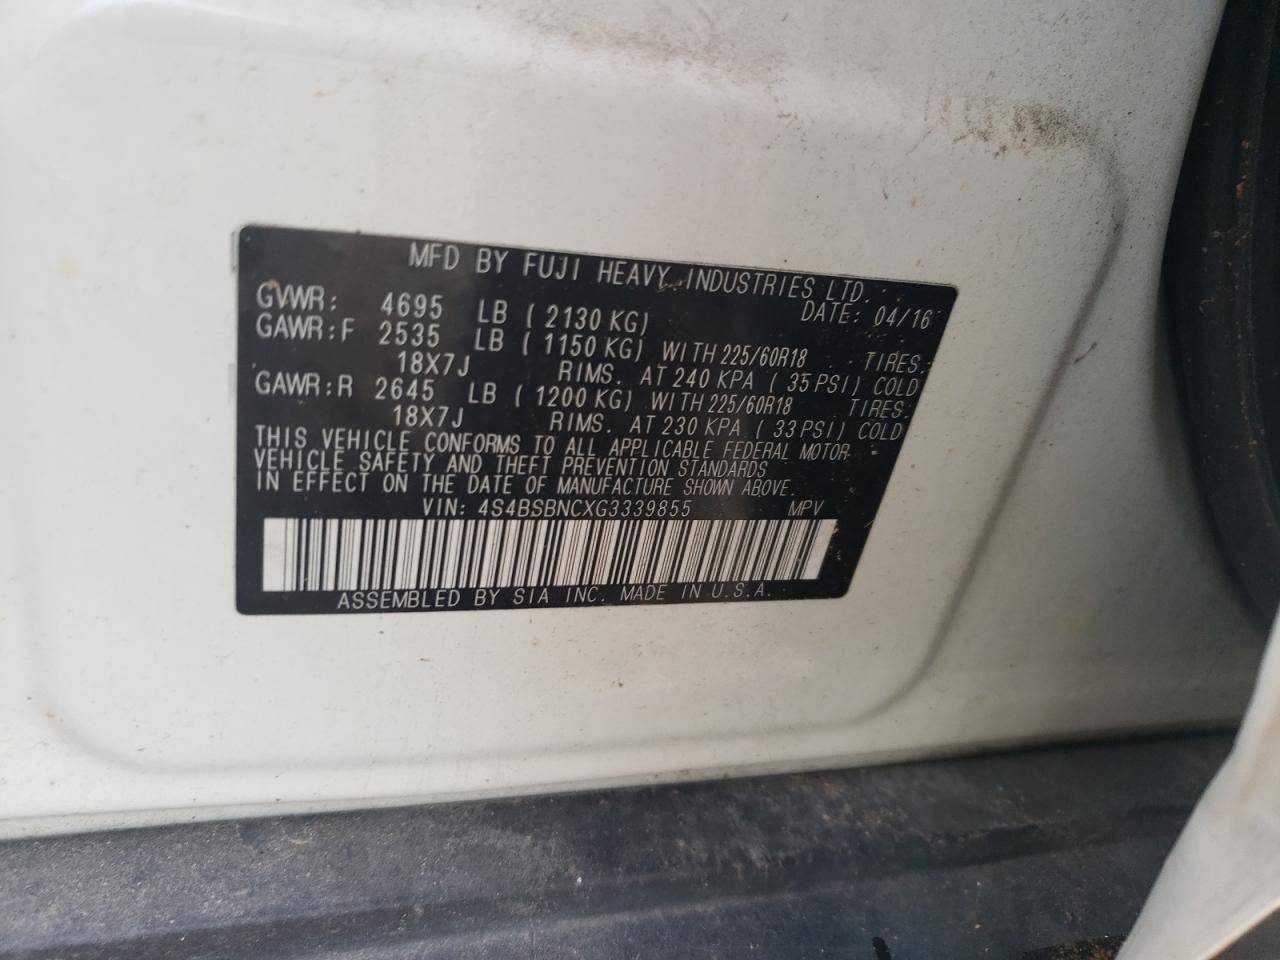 MFD BY FUJI HEAVY INDUSTRIES LTD.
DATE: 04/16
GVWR: 4695 LB ( 2130 KG)
GAWR:F 2535 LB ( 1150 KG) WITH 225/60R18 TIRES.
18X7J RIMS. AT 240 KPA ( 35 PSI) COLD
GAWR:R 2645 LB ( 1200 KG) WITH 225/60R18 TIRES.
18X7J RIMS. AT 230 KPA ( 33 PSI) COLD
THIS VEHICLE CONFORMS TO ALL APPLICABLE FEDERAL MOTOR
VEHICLE SAFETY AND THEFT PREVENTION STANDARDS
IN EFFECT ON THE DATE OF MANUFACTURE SHOWN ABOVE.
VIN: 4S4BSBNCXG3339855 MPV
ASSEMBLED BY SIA INC. MADE IN U.S.A.